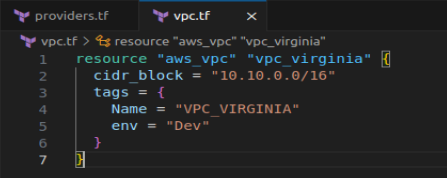 providers.tf vpc.tf ×
vpc.tf > resource "aws_vpc" "vpc_virginia"
1 resource "aws_vpc" "vpc_virginia" {
2 cidr_block = "10.10.0.0/16"
3 tags = {
4 Name = "VPC_VIRGINIA"
5 env = "Dev"
6 }
7 }